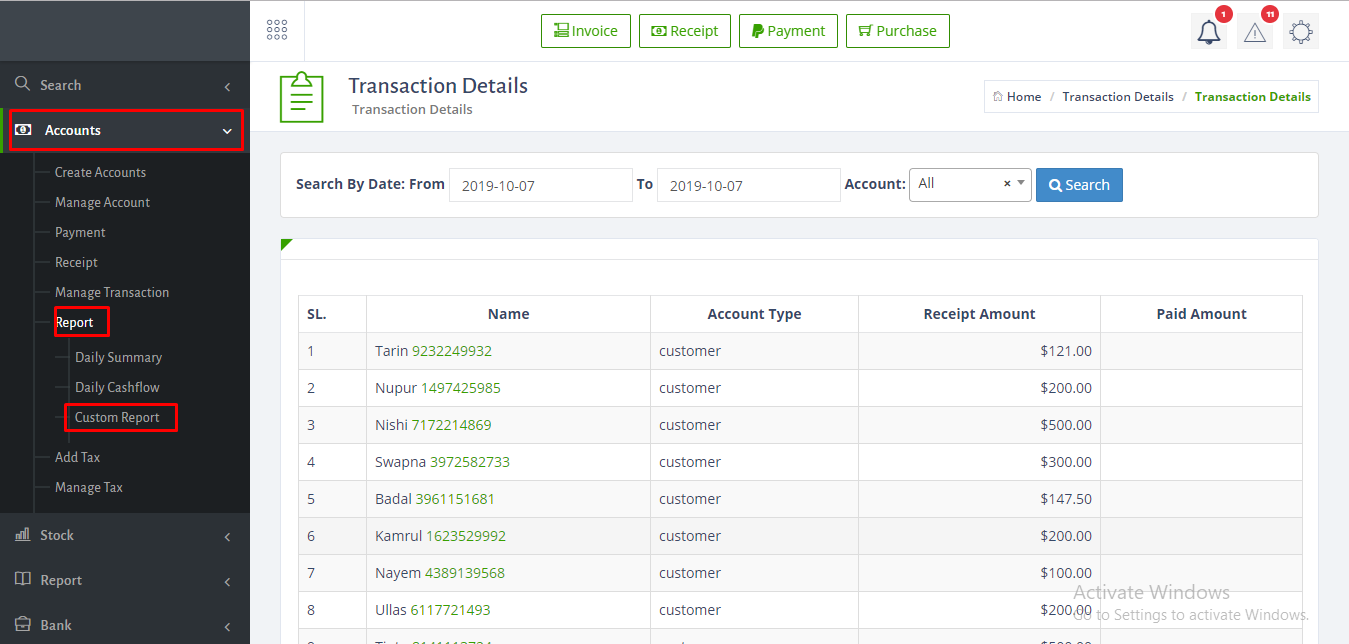 Invoice
Receipt
Payment
Purchase
1
11
Search
Accounts
Create Accounts
Manage Account
Payment
Receipt
Manage Transaction
Report
Daily Summary
Daily Cashflow
Custom Report
Add Tax
Manage Tax
Stock
Report
Bank
Transaction Details
Transaction Details
Home / Transaction Details / Transaction Details
Search By Date: From 2019-10-07 To 2019-10-07 Account: All × Search
SL. Name Account Type Receipt Amount Paid Amount
1 Tarin 9232249932 customer $121.00
2 Nupur 1497425985 customer $200.00
3 Nishi 7172214869 customer $500.00
4 Swapna 3972582733 customer $300.00
5 Badal 3961151681 customer $147.50
6 Kamrul 1623529992 customer $200.00
7 Nayem 4389139568 customer $100.00
8 Ullas 6117721493 customer $200.00
Activate Windows
Go to Settings to activate Windows.